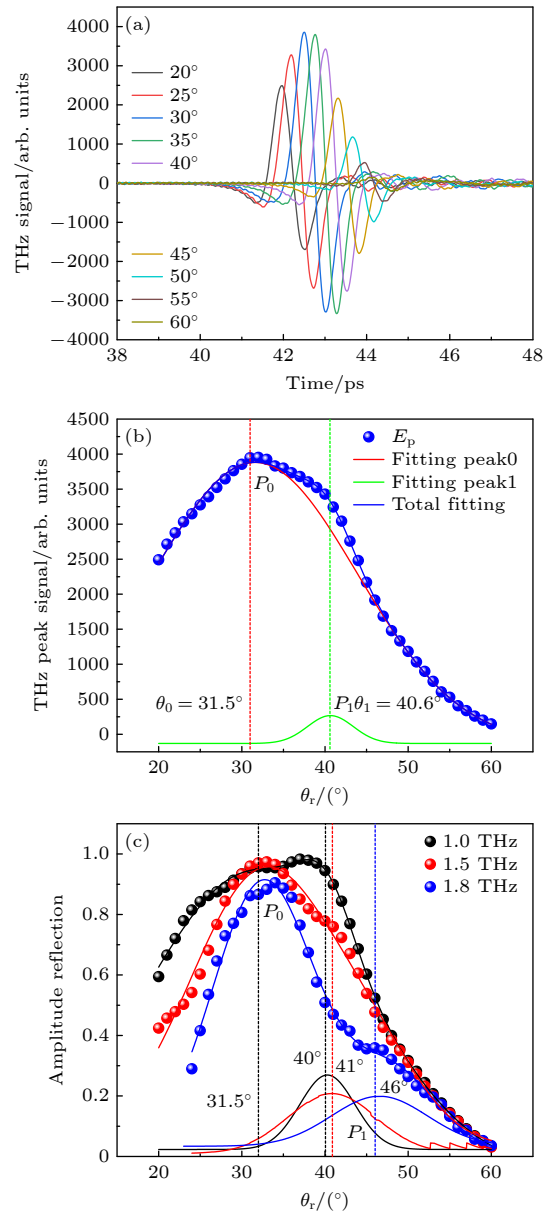 (a)
4000
3000
2000
1000
0
−1000
−2000
−3000
−4000
THz signal/arb. units
20°
25°
30°
35°
40°
45°
50°
55°
60°
38 40 42 44 46 48
Time/ps
(b)
4500
4000
3500
3000
2500
2000
1500
1000
500
0
THz peak signal/arb. units
Eₚ
Fitting peak0
Fitting peak1
Total fitting
P₀
θ₀ = 31.5°
P₁θ₁ = 40.6°
20 30 40 50 60
θᵣ/(°)
(c)
1.0
0.8
0.6
0.4
0.2
0
Amplitude reflection
1.0 THz
1.5 THz
1.8 THz
P₀
40°
41°
46°
31.5°
P₁
20 30 40 50 60
θᵣ/(°)